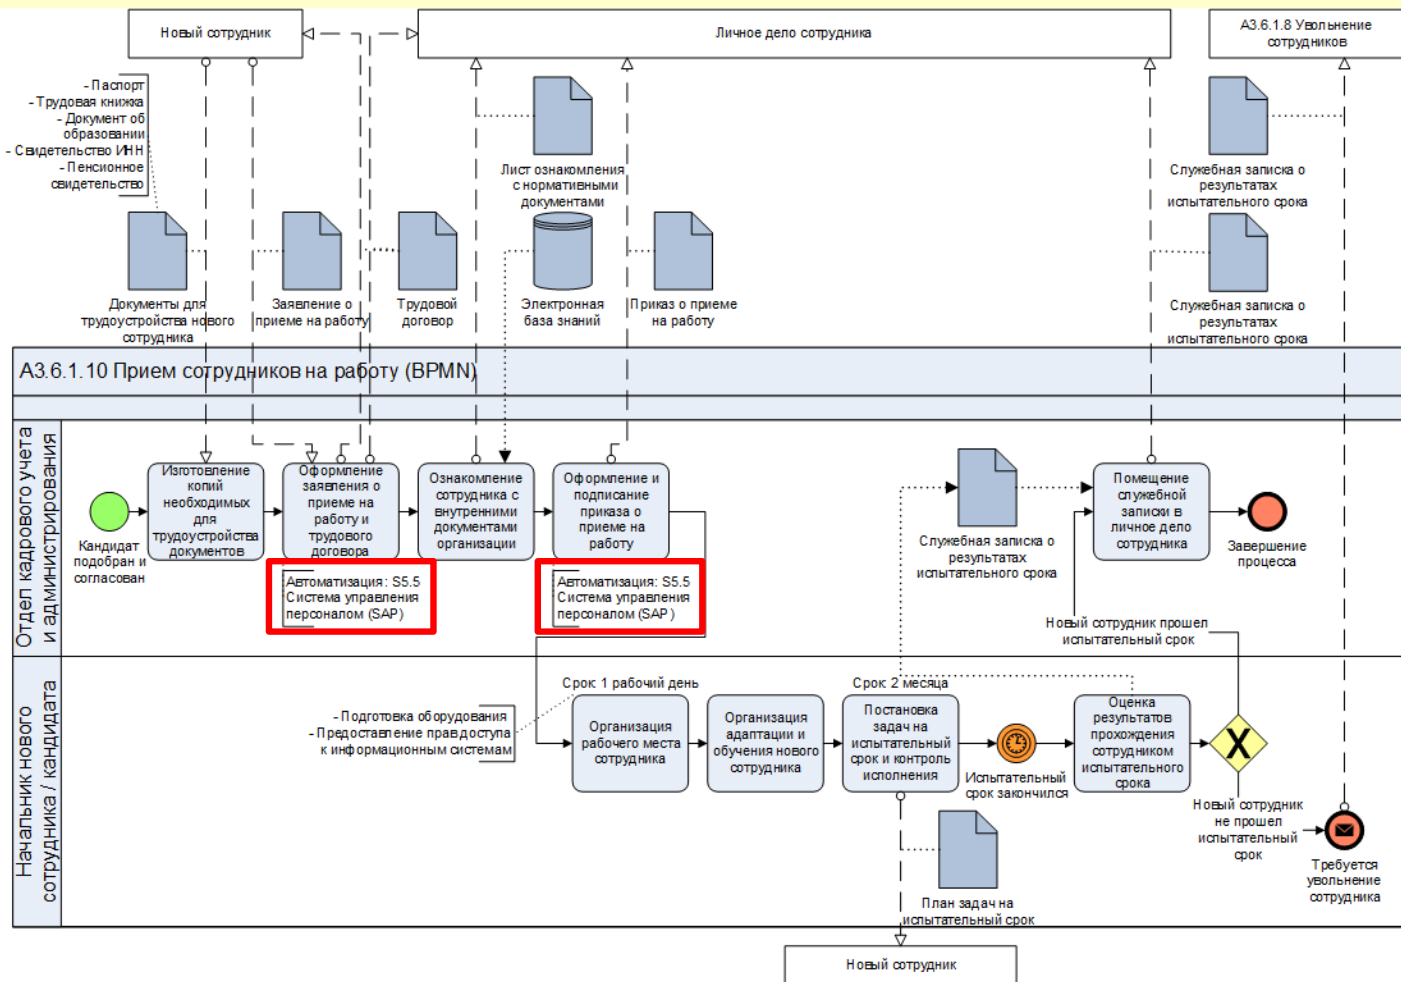 Новый сотрудник
Личное дело сотрудника
А3.6.1.8 Увольнение
сотрудников
- Паспорт
- Трудовая книжка
- Документ об
образовании
- Свидетельство ИНН
- Пенсионное
свидетельство
Лист ознакомления
с нормативными
документами
Служебная записка о
результатах
испытательного срока
Документы для
трудоустройства нового
сотрудника
Заявление о
приеме на работу
Трудовой
договор
Электронная
база знаний
Приказ о приеме
на работу
Служебная записка о
результатах
испытательного срока
А3.6.1.10 Прием сотрудников на работу (BPMN)
Отдел кадрового учета
и администрирования
Кандидат
подобран и
согласован
Изготовление
копий
необходимых
для
трудоустройства
документов
Оформление
заявления о
приеме на
работу и
трудового
договора
Ознакомление
сотрудника с
внутренними
документами
организации
Оформление и
подписание
приказа о
приеме на
работу
Служебная записка о
результатах
испытательного срока
Помещение
служебной
записки в
личное дело
сотрудника
Завершение
процесса
Автоматизация: S5.5
Система управления
персоналом (SAP)
Автоматизация: S5.5
Система управления
персоналом (SAP)
Новый сотрудник прошел
испытательный срок
Начальник нового
сотрудника / кандидата
- Подготовка оборудования
- Предоставление прав доступа
к информационным системам
Срок: 1 рабочий день
Организация
рабочего места
сотрудника
Организация
адаптации и
обучения нового
сотрудника
Срок: 2 месяца
Постановка
задач на
испытательный
срок и контроль
исполнения
Испытательный
срок закончился
Оценка
результатов
прохождения
сотрудником
испытательного
срока
X
Новый сотрудник
не прошел
испытательный
срок
Требуется
увольнение
сотрудника
План задач на
испытательный срок
Новый сотрудник